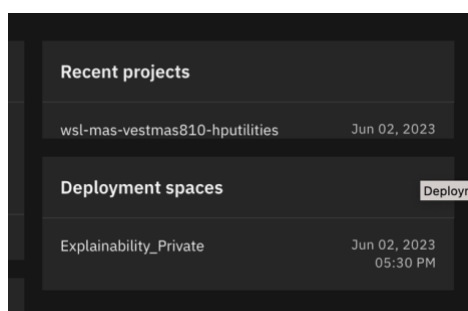 Recent projects
wsl-mas-vestmas810-hputilities Jun 02, 2023
Deployment spaces
Explainability_Private Jun 02, 2023
05:30 PM